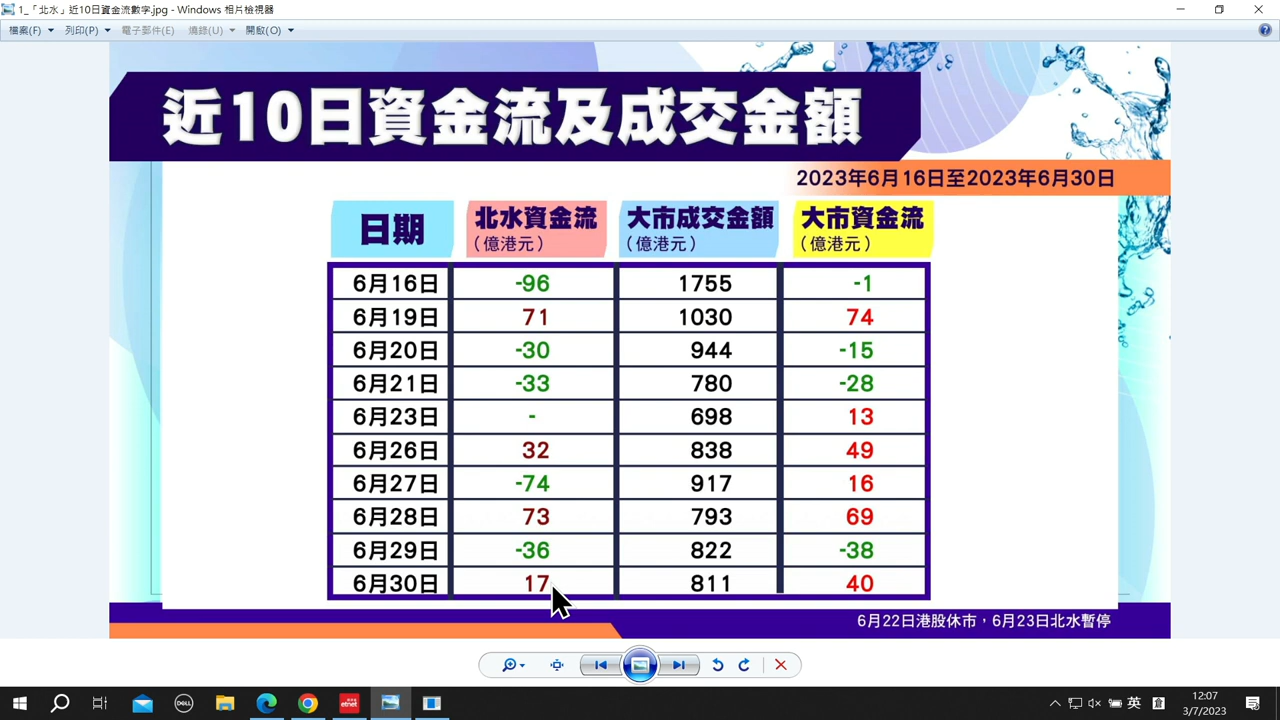 1_「北水」近10日資金流數字.jpg - Windows 相片檢視器
檔案(F) 列印(P) 電子郵件(E) 燒錄(U) 開啟(O)
近10日資金流及成交金額
2023年6月16日至2023年6月30日
日期 北水資金流 大市成交金額 大市資金流
(億港元) (億港元) (億港元)
6月16日 -96 1755 -1
6月19日 71 1030 74
6月20日 -30 944 -15
6月21日 -33 780 -28
6月23日 - 698 13
6月26日 32 838 49
6月27日 -74 917 16
6月28日 73 793 69
6月29日 -36 822 -38
6月30日 17 811 40
6月22日港股休市，6月23日北水暫停
DELL etnet 英 12:07
3/7/2023